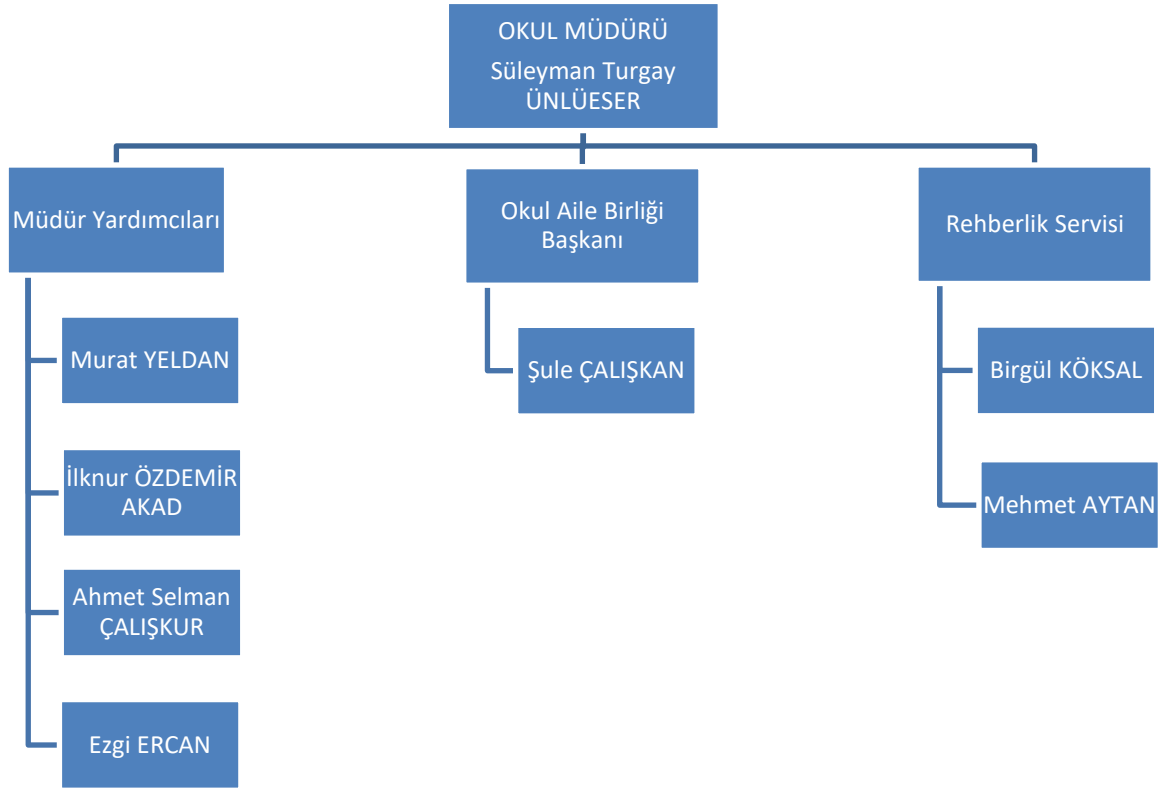 OKUL MÜDÜRÜ
Süleyman Turgay
ÜNLÜESER
Müdür Yardımcıları
Murat YELDAN
İlknur ÖZDEMİR
AKAD
Ahmet Selman
ÇALIŞKUR
Ezgi ERCAN
Okul Aile Birliği
Başkanı
Şule ÇALIŞKAN
Rehberlik Servisi
Birgül KÖKSAL
Mehmet AYTAN